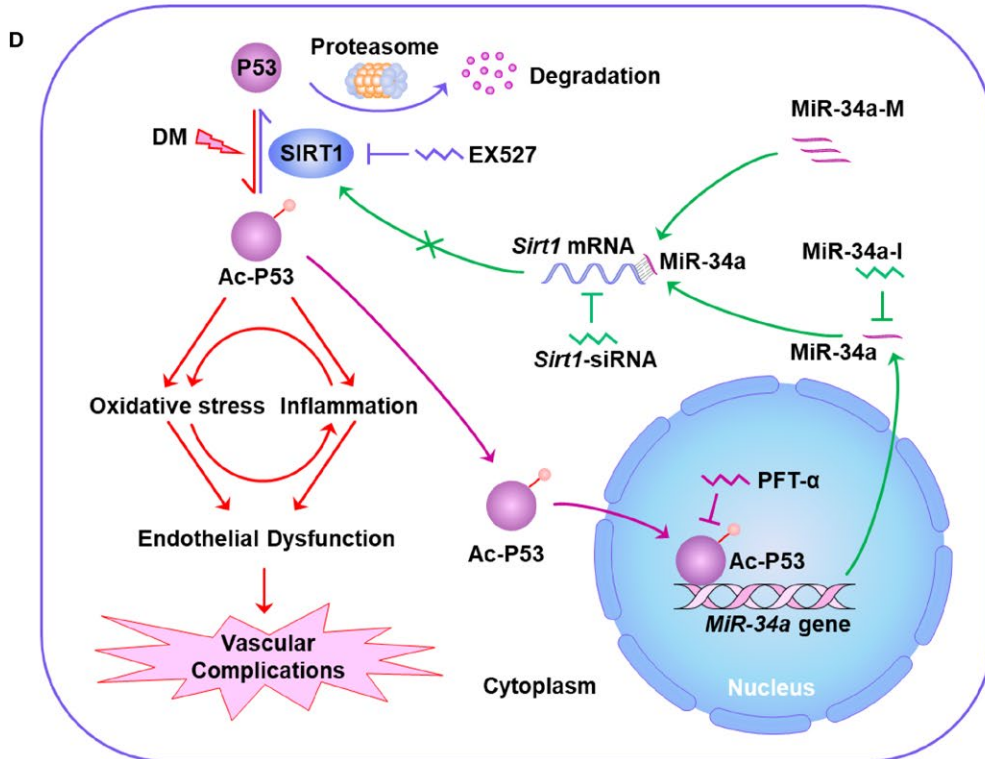 D
P53
Proteasome
Degradation
DM
SIRT1
EX527
MiR-34a-M
Ac-P53
Sirt1 mRNA
MiR-34a
MiR-34a-I
Sirt1-siRNA
MiR-34a
Oxidative stress
Inflammation
Endothelial Dysfunction
Vascular
Complications
Ac-P53
PFT-α
Ac-P53
MiR-34a gene
Cytoplasm
Nucleus